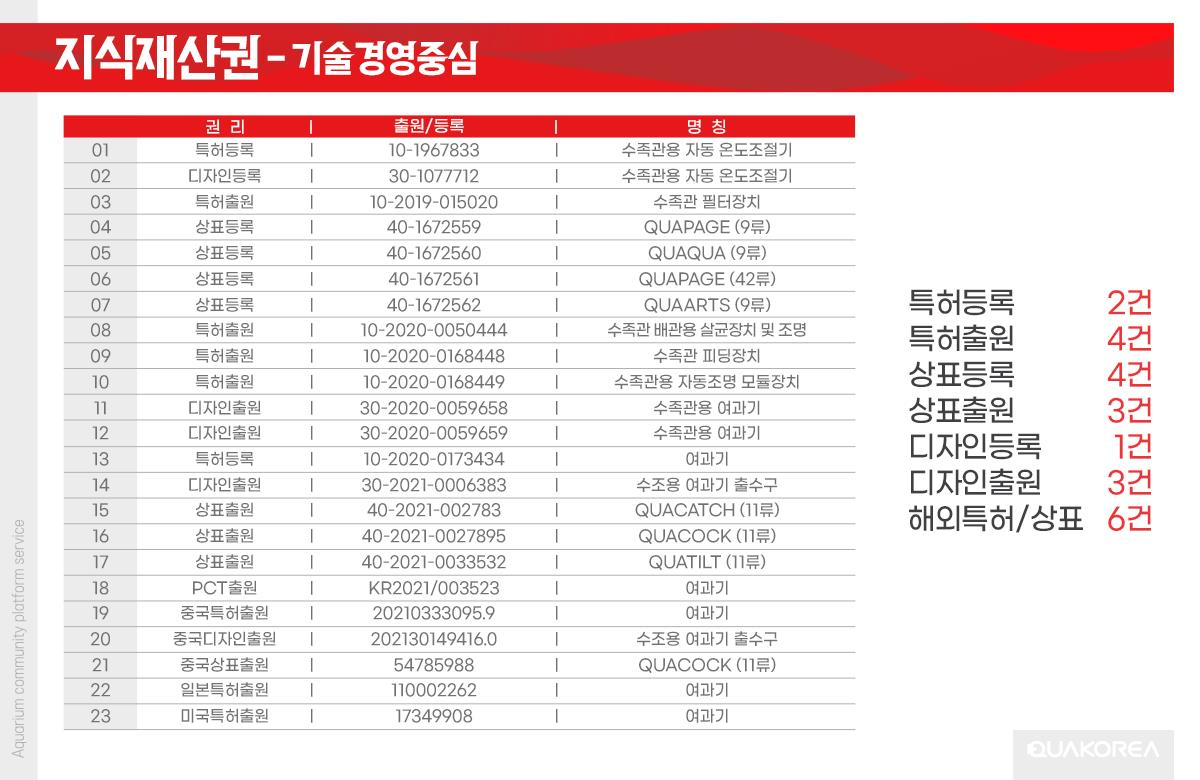 지식재산권 - 기술경영중심
권 리 | 출원/등록 | 명 칭
01 특허등록 | 10-1967833 | 수족관용 자동 온도조절기
02 디자인등록 | 30-1077712 | 수족관용 자동 온도조절기
03 특허출원 | 10-2019-015020 | 수족관 필터장치
04 상표등록 | 40-1672559 | QUAPAGE (9류)
05 상표등록 | 40-1672560 | QUAQUA (9류)
06 상표등록 | 40-1672561 | QUAPAGE (42류)
07 상표등록 | 40-1672562 | QUAARTS (9류)
08 특허출원 | 10-2020-0050444 | 수족관 배관용 살균장치 및 조명
09 특허출원 | 10-2020-0168448 | 수족관 피딩장치
10 특허출원 | 10-2020-0168449 | 수족관용 자동조명 모듈장치
11 디자인출원 | 30-2020-0059658 | 수족관용 여과기
12 디자인출원 | 30-2020-0059659 | 수족관용 여과기
13 특허등록 | 10-2020-0173434 | 여과기
14 디자인출원 | 30-2021-0006383 | 수조용 여과기 출수구
15 상표출원 | 40-2021-002783 | QUACATCH (11류)
16 상표출원 | 40-2021-0027895 | QUACOCK (11류)
17 상표출원 | 40-2021-0033532 | QUATILT (11류)
18 PCT출원 | KR2021/003523 | 여과기
19 중국특허출원 | 20210333095.9 | 여과기
20 중국디자인출원 | 202130149416.0 | 수조용 여과기 출수구
21 중국상표출원 | 54785988 | QUACOCK (11류)
22 일본특허출원 | 110002262 | 여과기
23 미국특허출원 | 17349908 | 여과기
특허등록 2건
특허출원 4건
상표등록 4건
상표출원 3건
디자인등록 1건
디자인출원 3건
해외특허/상표 6건
Aquarium community platform service
QUAKOREA